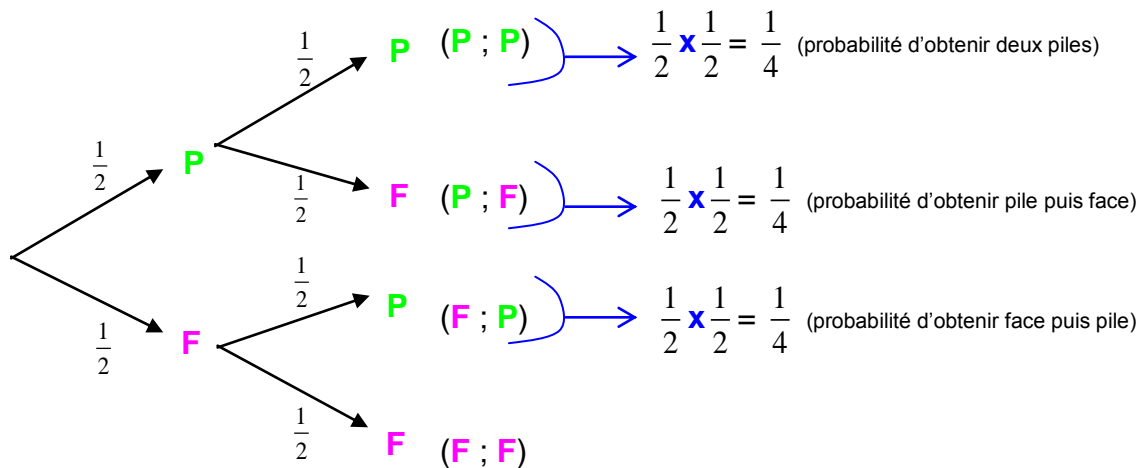 1/2 P (P ; P) 1/2 x 1/2 = 1/4 (probabilité d'obtenir deux piles)
1/2 P
1/2 F (P ; F) 1/2 x 1/2 = 1/4 (probabilité d'obtenir pile puis face)
1/2 P (F ; P) 1/2 x 1/2 = 1/4 (probabilité d'obtenir face puis pile)
1/2 F
1/2 F (F ; F)